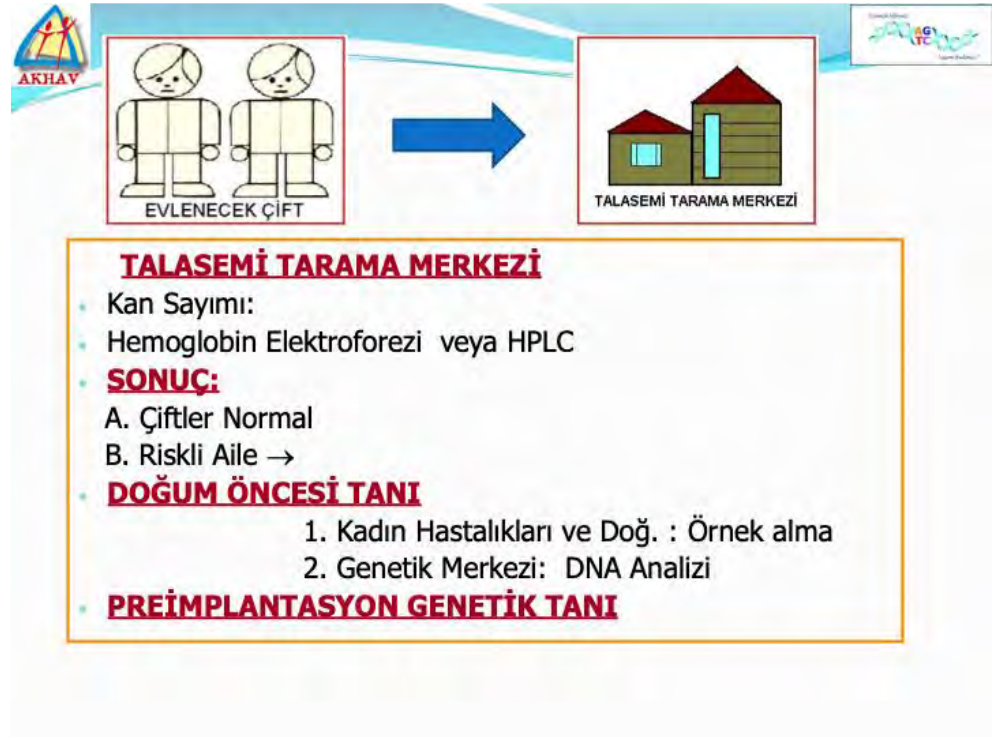 AKHAV
AG
TC
EVLENECEK ÇİFT
TALASEMİ TARAMA MERKEZİ
TALASEMİ TARAMA MERKEZİ
Kan Sayımı:
Hemoglobin Elektroforezi veya HPLC
SONUÇ:
A. Çiftler Normal
B. Riskli Aile →
DOĞUM ÖNCESİ TANI
1. Kadın Hastalıkları ve Doğ. : Örnek alma
2. Genetik Merkezi: DNA Analizi
PREİMPLANTASYON GENETİK TANI